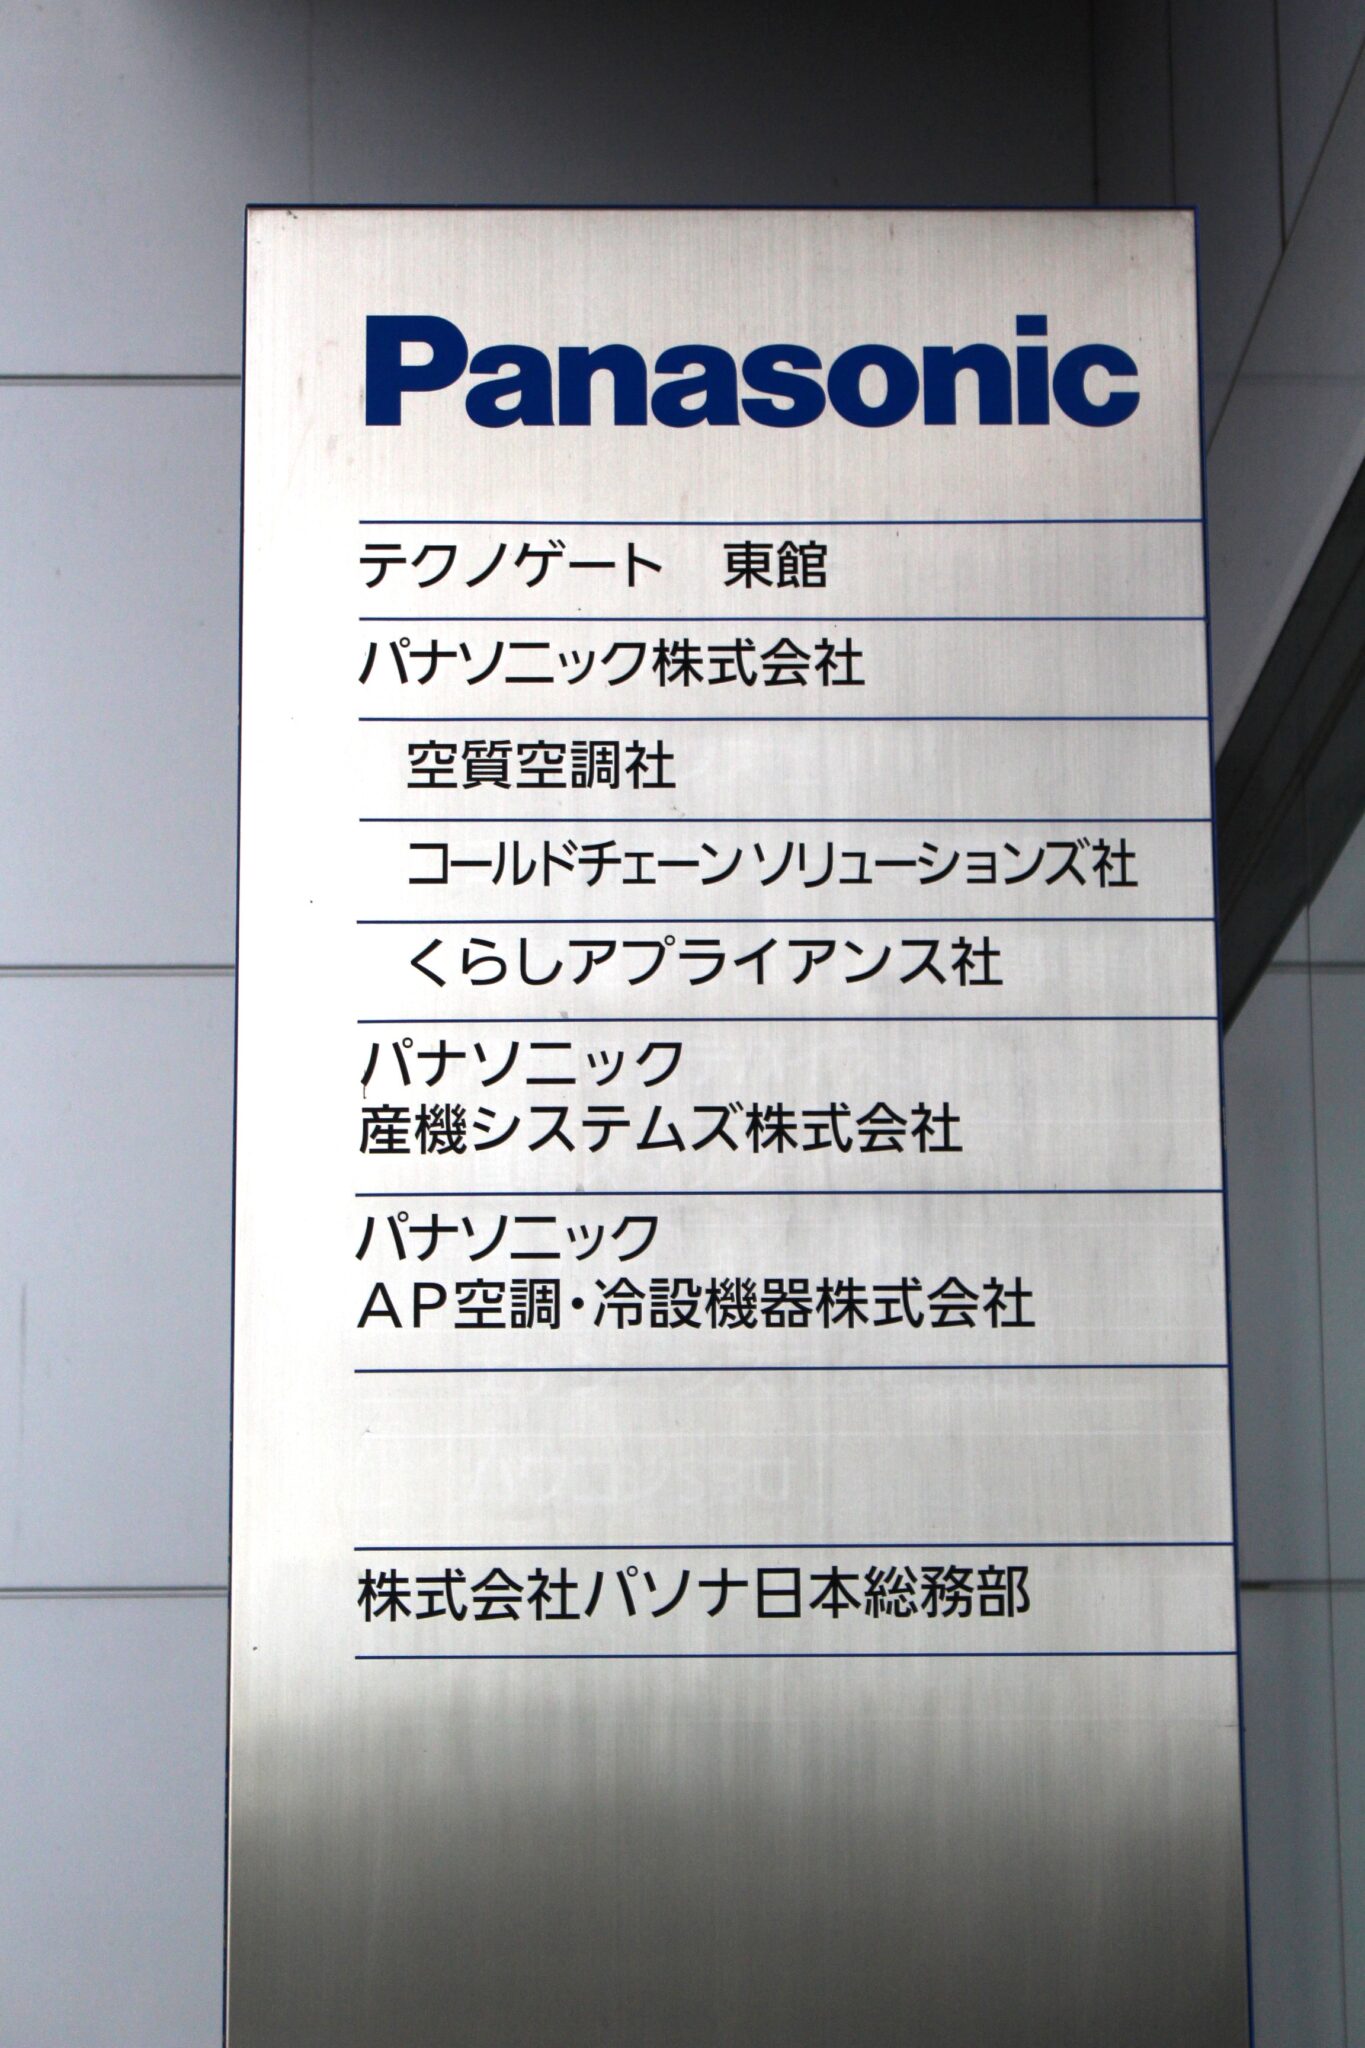 Panasonic
テクノゲート　東館
パナソニック株式会社
空質空調社
コールドチェーンソリューションズ社
くらしアプライアンス社
パナソニック
産機システムズ株式会社
パナソニック
AP空調・冷設機器株式会社
株式会社パソナ日本総務部